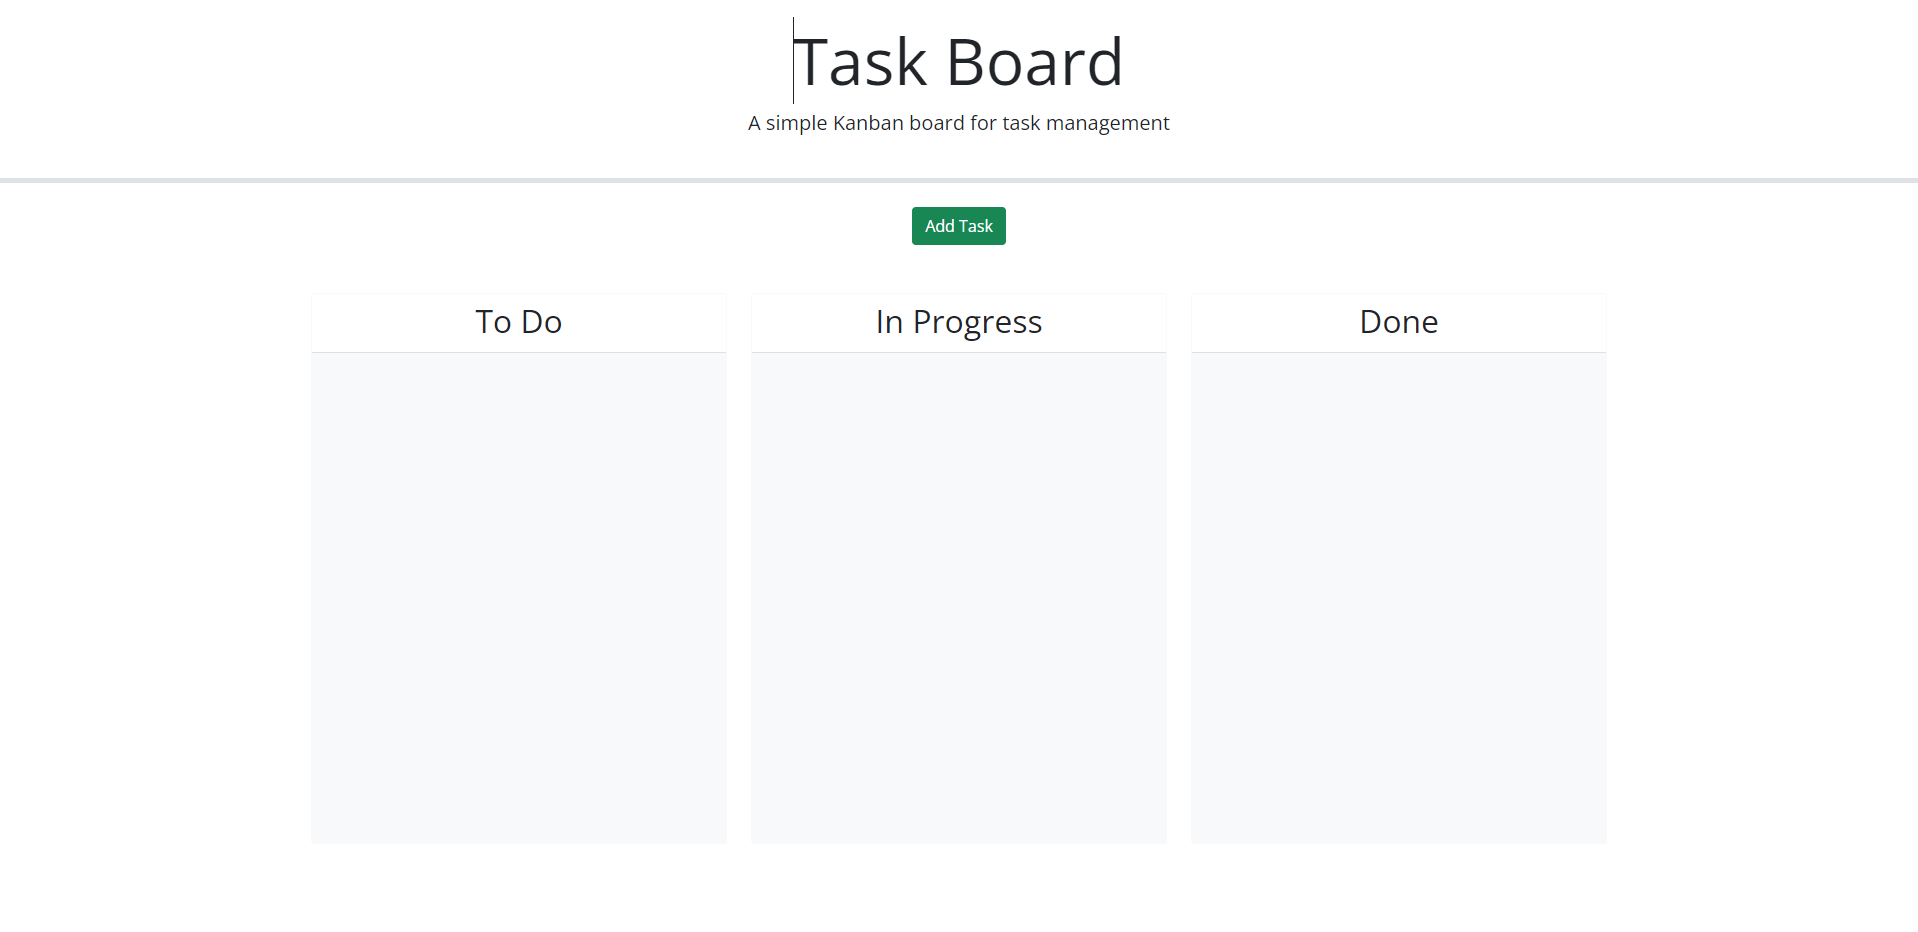 Task Board
A simple Kanban board for task management
Add Task
To Do
In Progress
Done